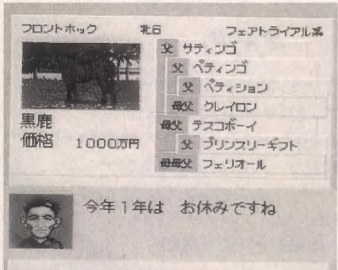 フロントホック 牝6 フェアトライアル系
父 サティンゴ
父 ペティンゴ
父 ペティション
母父 クレイロン
母父 テスコボーイ
父 プリンスリーギフト
母母父 フェリオール
黒鹿
価格 1000万円
今年1年は お休みですね